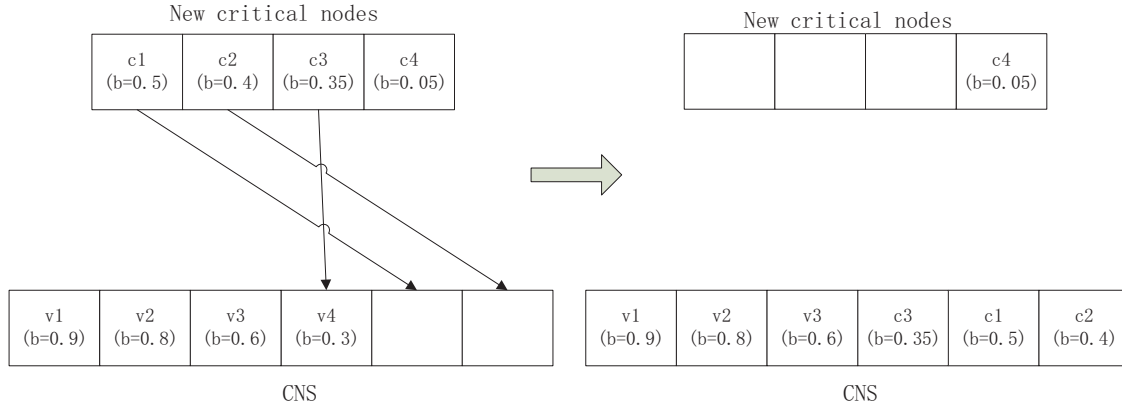 New critical nodes
c1
(b=0.5)
c2
(b=0.4)
c3
(b=0.35)
c4
(b=0.05)
v1
(b=0.9)
v2
(b=0.8)
v3
(b=0.6)
v4
(b=0.3)
CNS
New critical nodes
c4
(b=0.05)
v1
(b=0.9)
v2
(b=0.8)
v3
(b=0.6)
c3
(b=0.35)
c1
(b=0.5)
c2
(b=0.4)
CNS